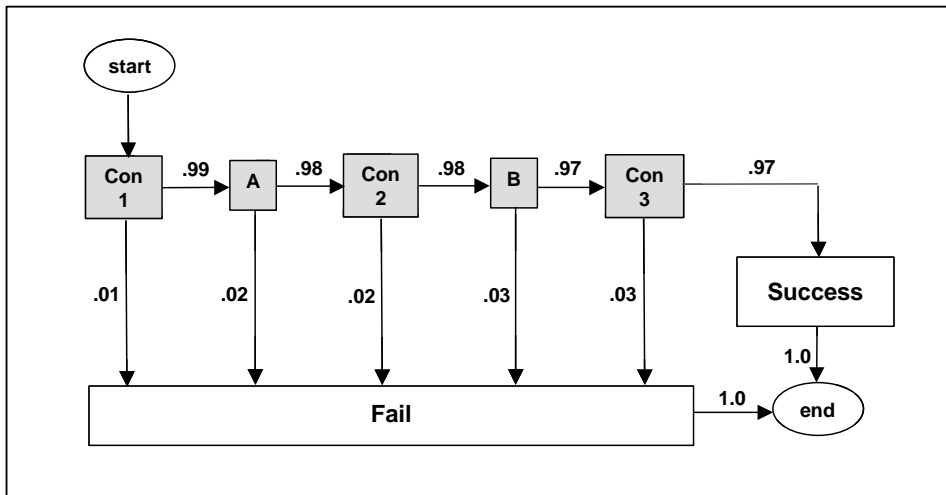 start
.99
.98
.98
.97
.97
Con
1
A
Con
2
B
Con
3
.01
.02
.02
.03
.03
Success
1.0
Fail
1.0
end